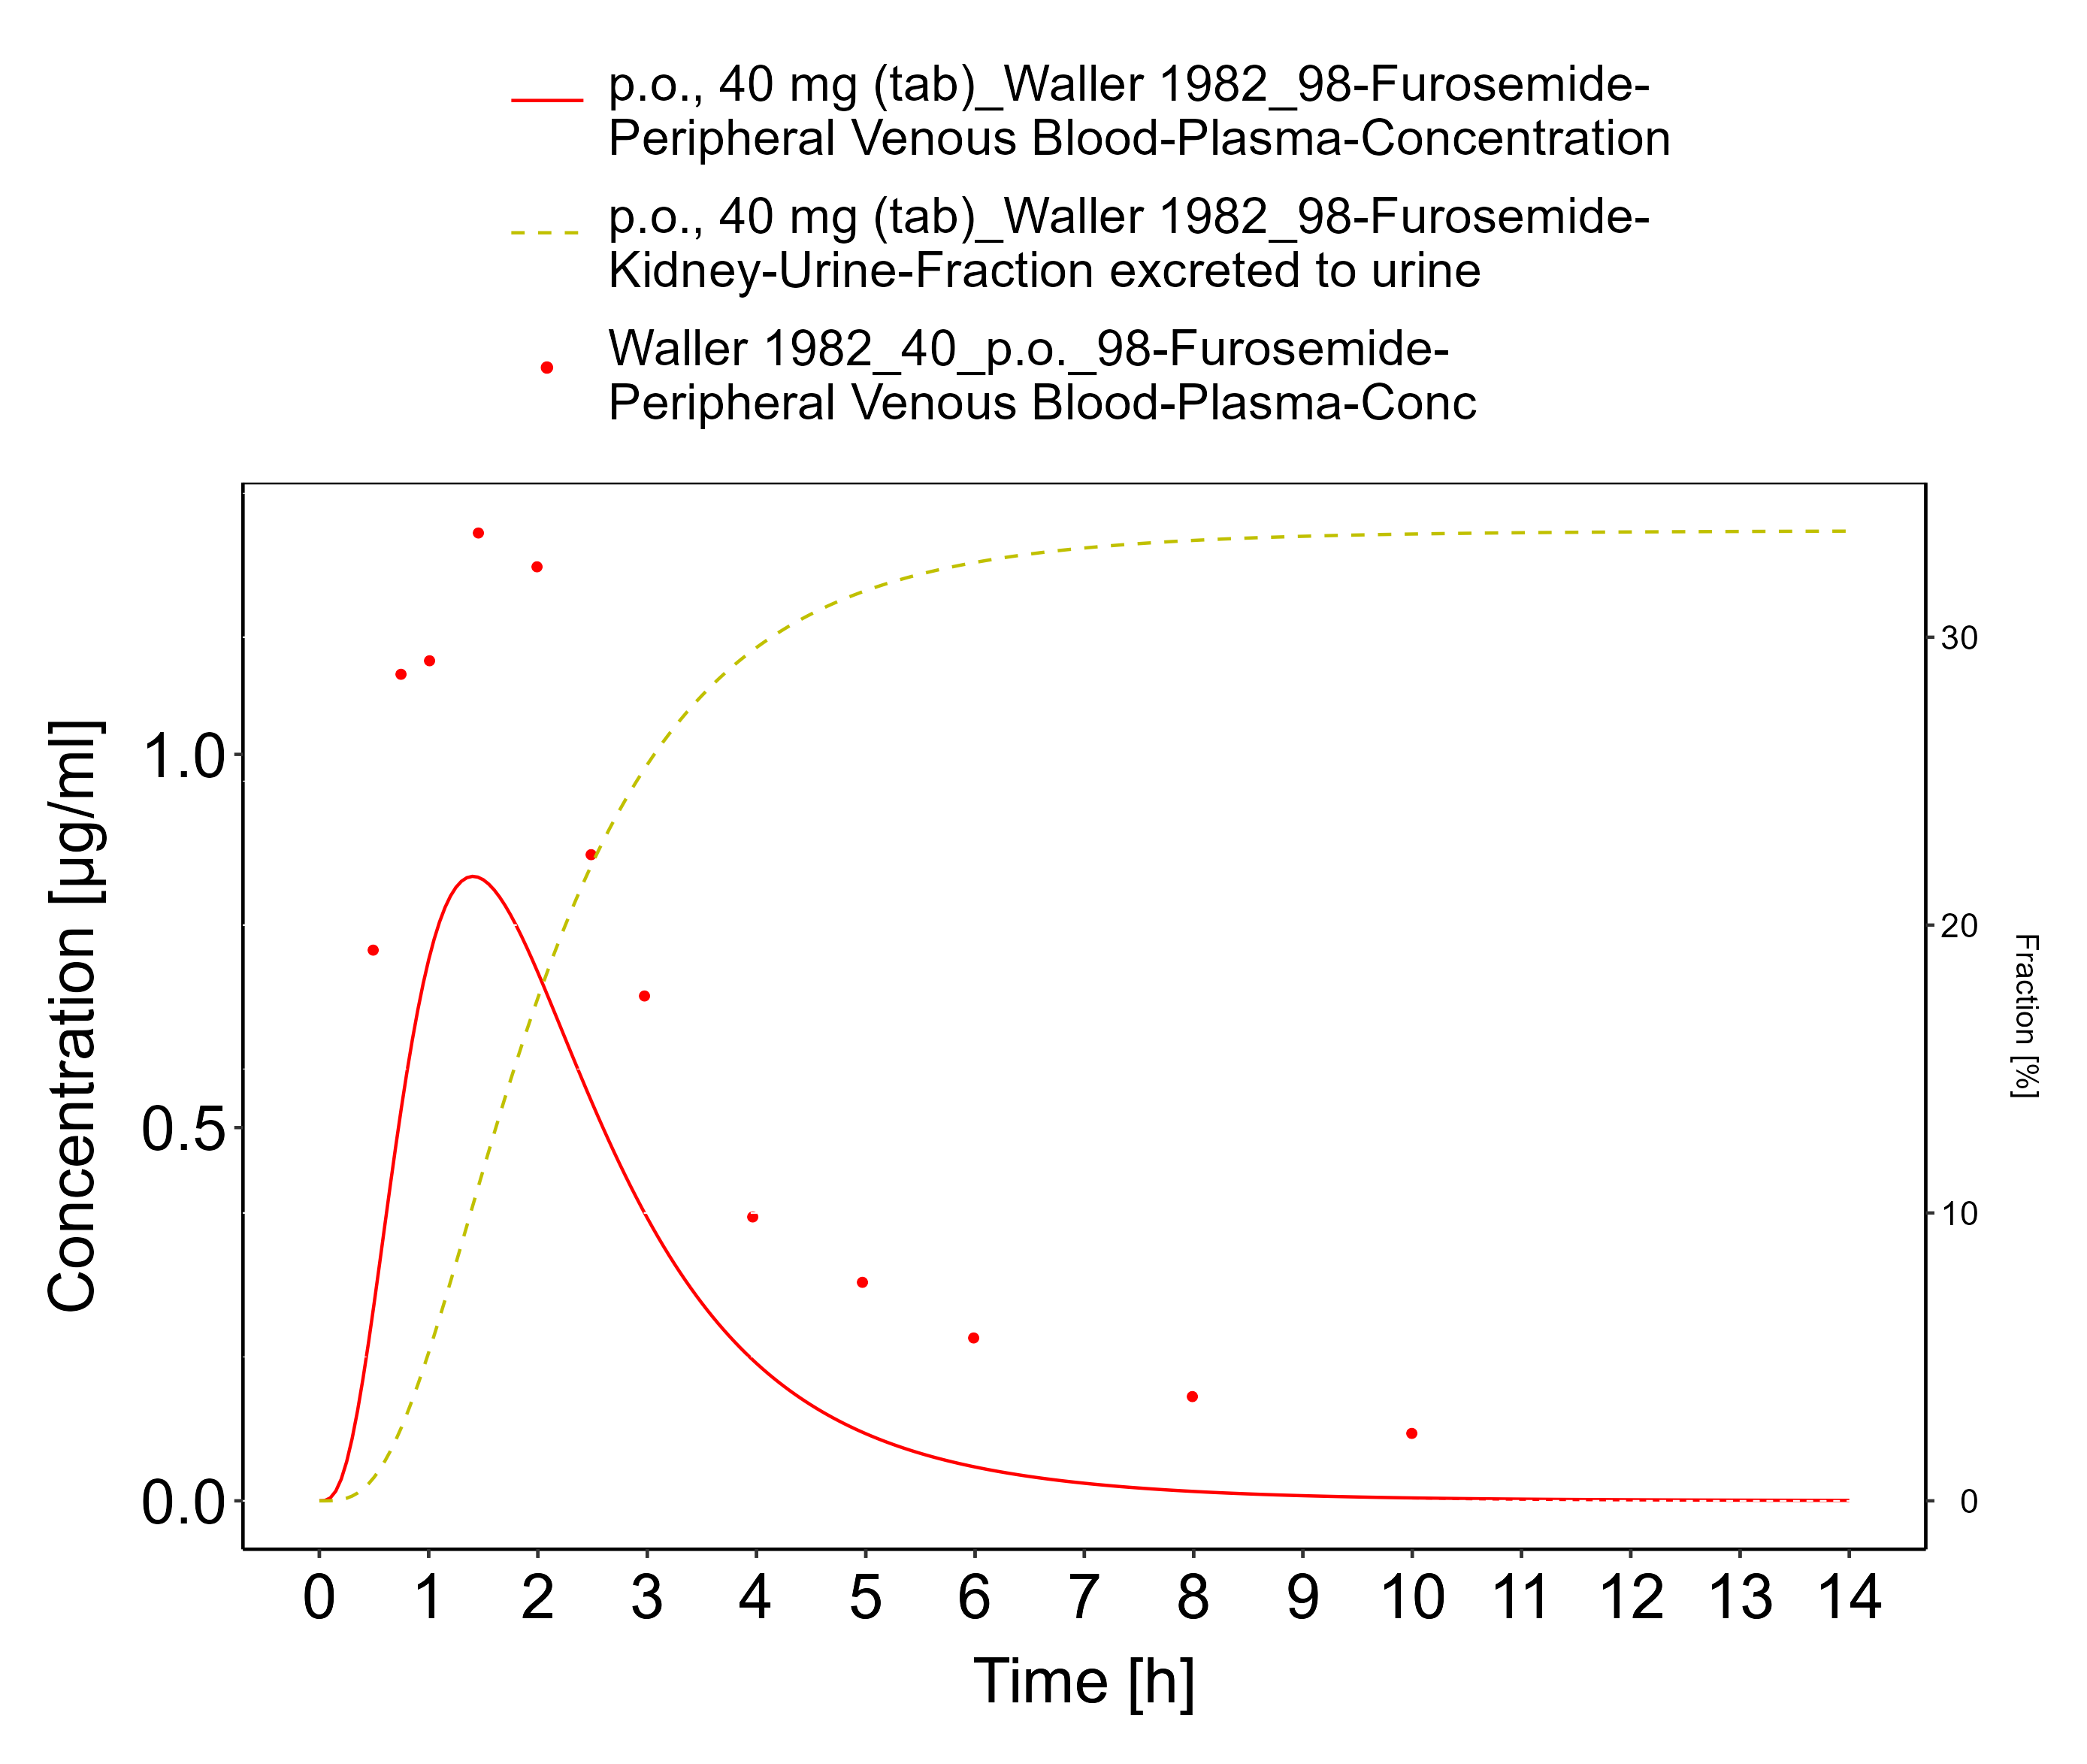 p.o., 40 mg (tab)_Waller 1982_98-Furosemide-
Peripheral Venous Blood-Plasma-Concentration
p.o., 40 mg (tab)_Waller 1982_98-Furosemide-
Kidney-Urine-Fraction excreted to urine
Waller 1982_40_p.o._98-Furosemide-
Peripheral Venous Blood-Plasma-Conc
Concentration [µg/ml]
1.0
0.5
0.0
30
20
10
0
Fraction [%]
0 1 2 3 4 5 6 7 8 9 10 11 12 13 14
Time [h]